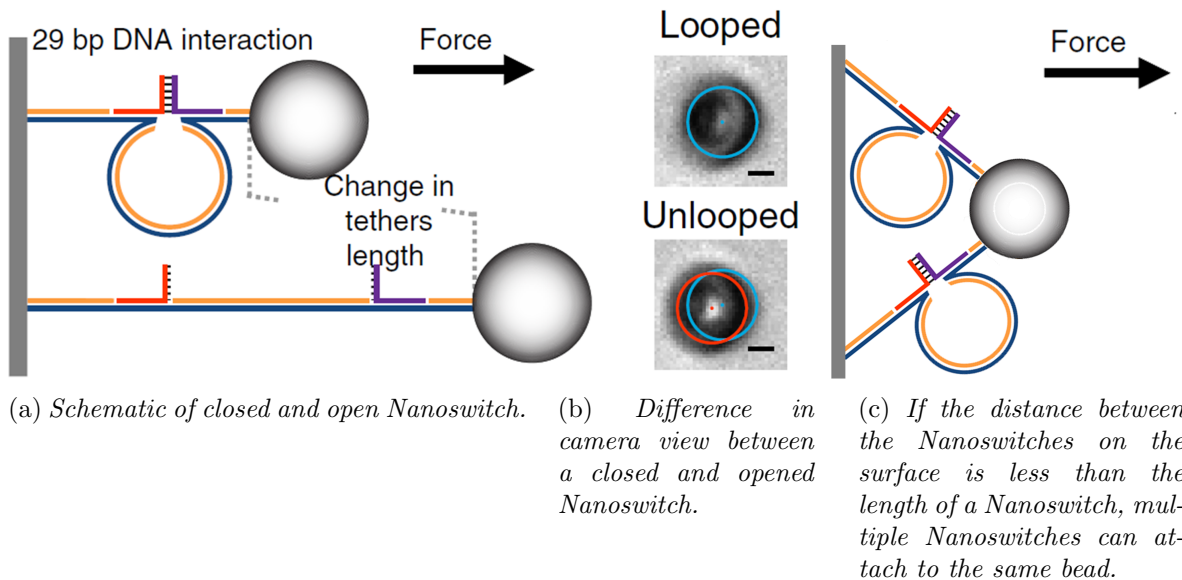 29 bp DNA interaction
Force
Change in
tethers
length
Looped
Unlooped
Force
(a) Schematic of closed and open Nanoswitch.
(b) Difference in
camera view between
a closed and opened
Nanoswitch.
(c) If the distance between
the Nanoswitches on the
surface is less than the
length of a Nanoswitch, mul-
tiple Nanoswitches can at-
tach to the same bead.